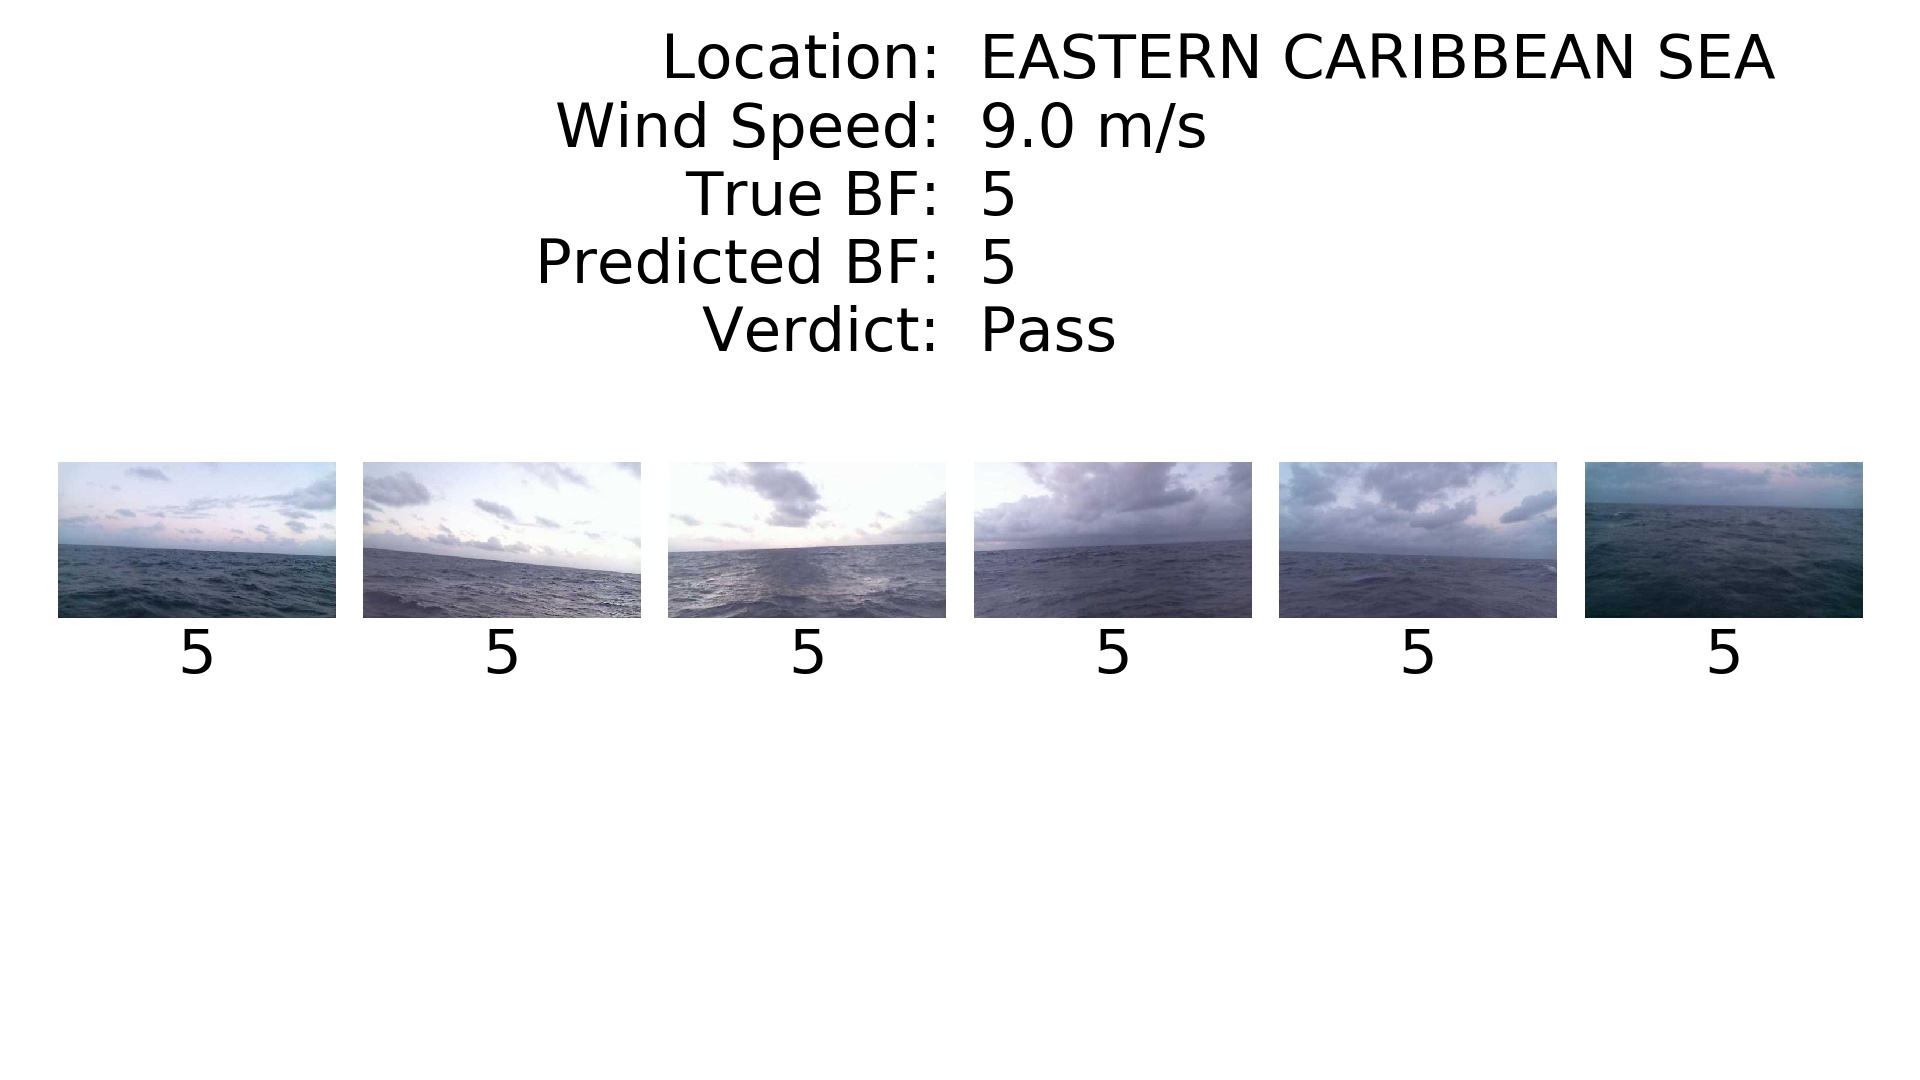 Location: EASTERN CARIBBEAN SEA
Wind Speed: 9.0 m/s
True BF: 5
Predicted BF: 5
Verdict: Pass
5 5 5 5 5 5